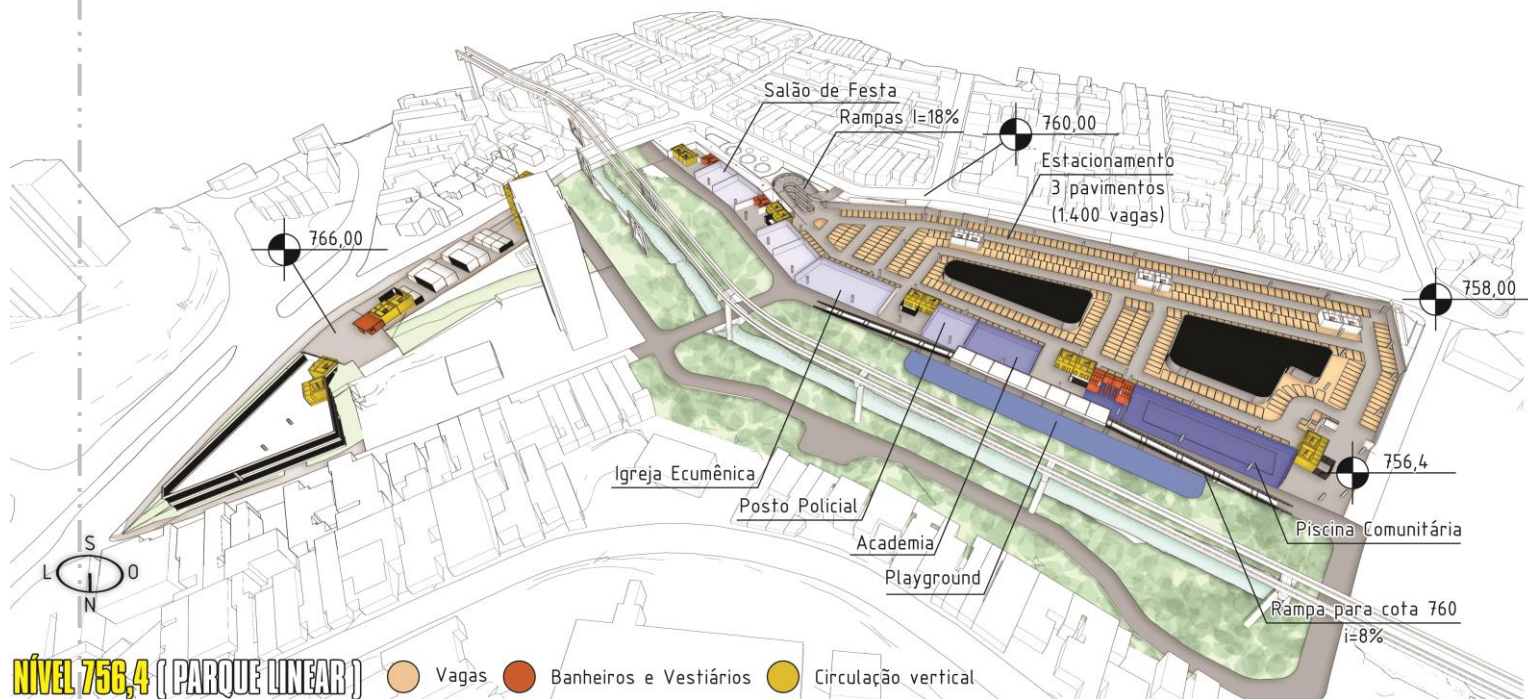 Salão de Festa
Rampas I=18%
760,00
Estacionamento
3 pavimentos
(1.400 vagas)
766,00
758,00
756,4
Igreja Ecumênica
Posto Policial
Academia
Playground
Piscina Comunitária
Rampa para cota 760
i=8%
S
L O
N
NÍVEL 756,4 ( PARQUE LINEAR )
Vagas Banheiros e Vestiários Circulação vertical